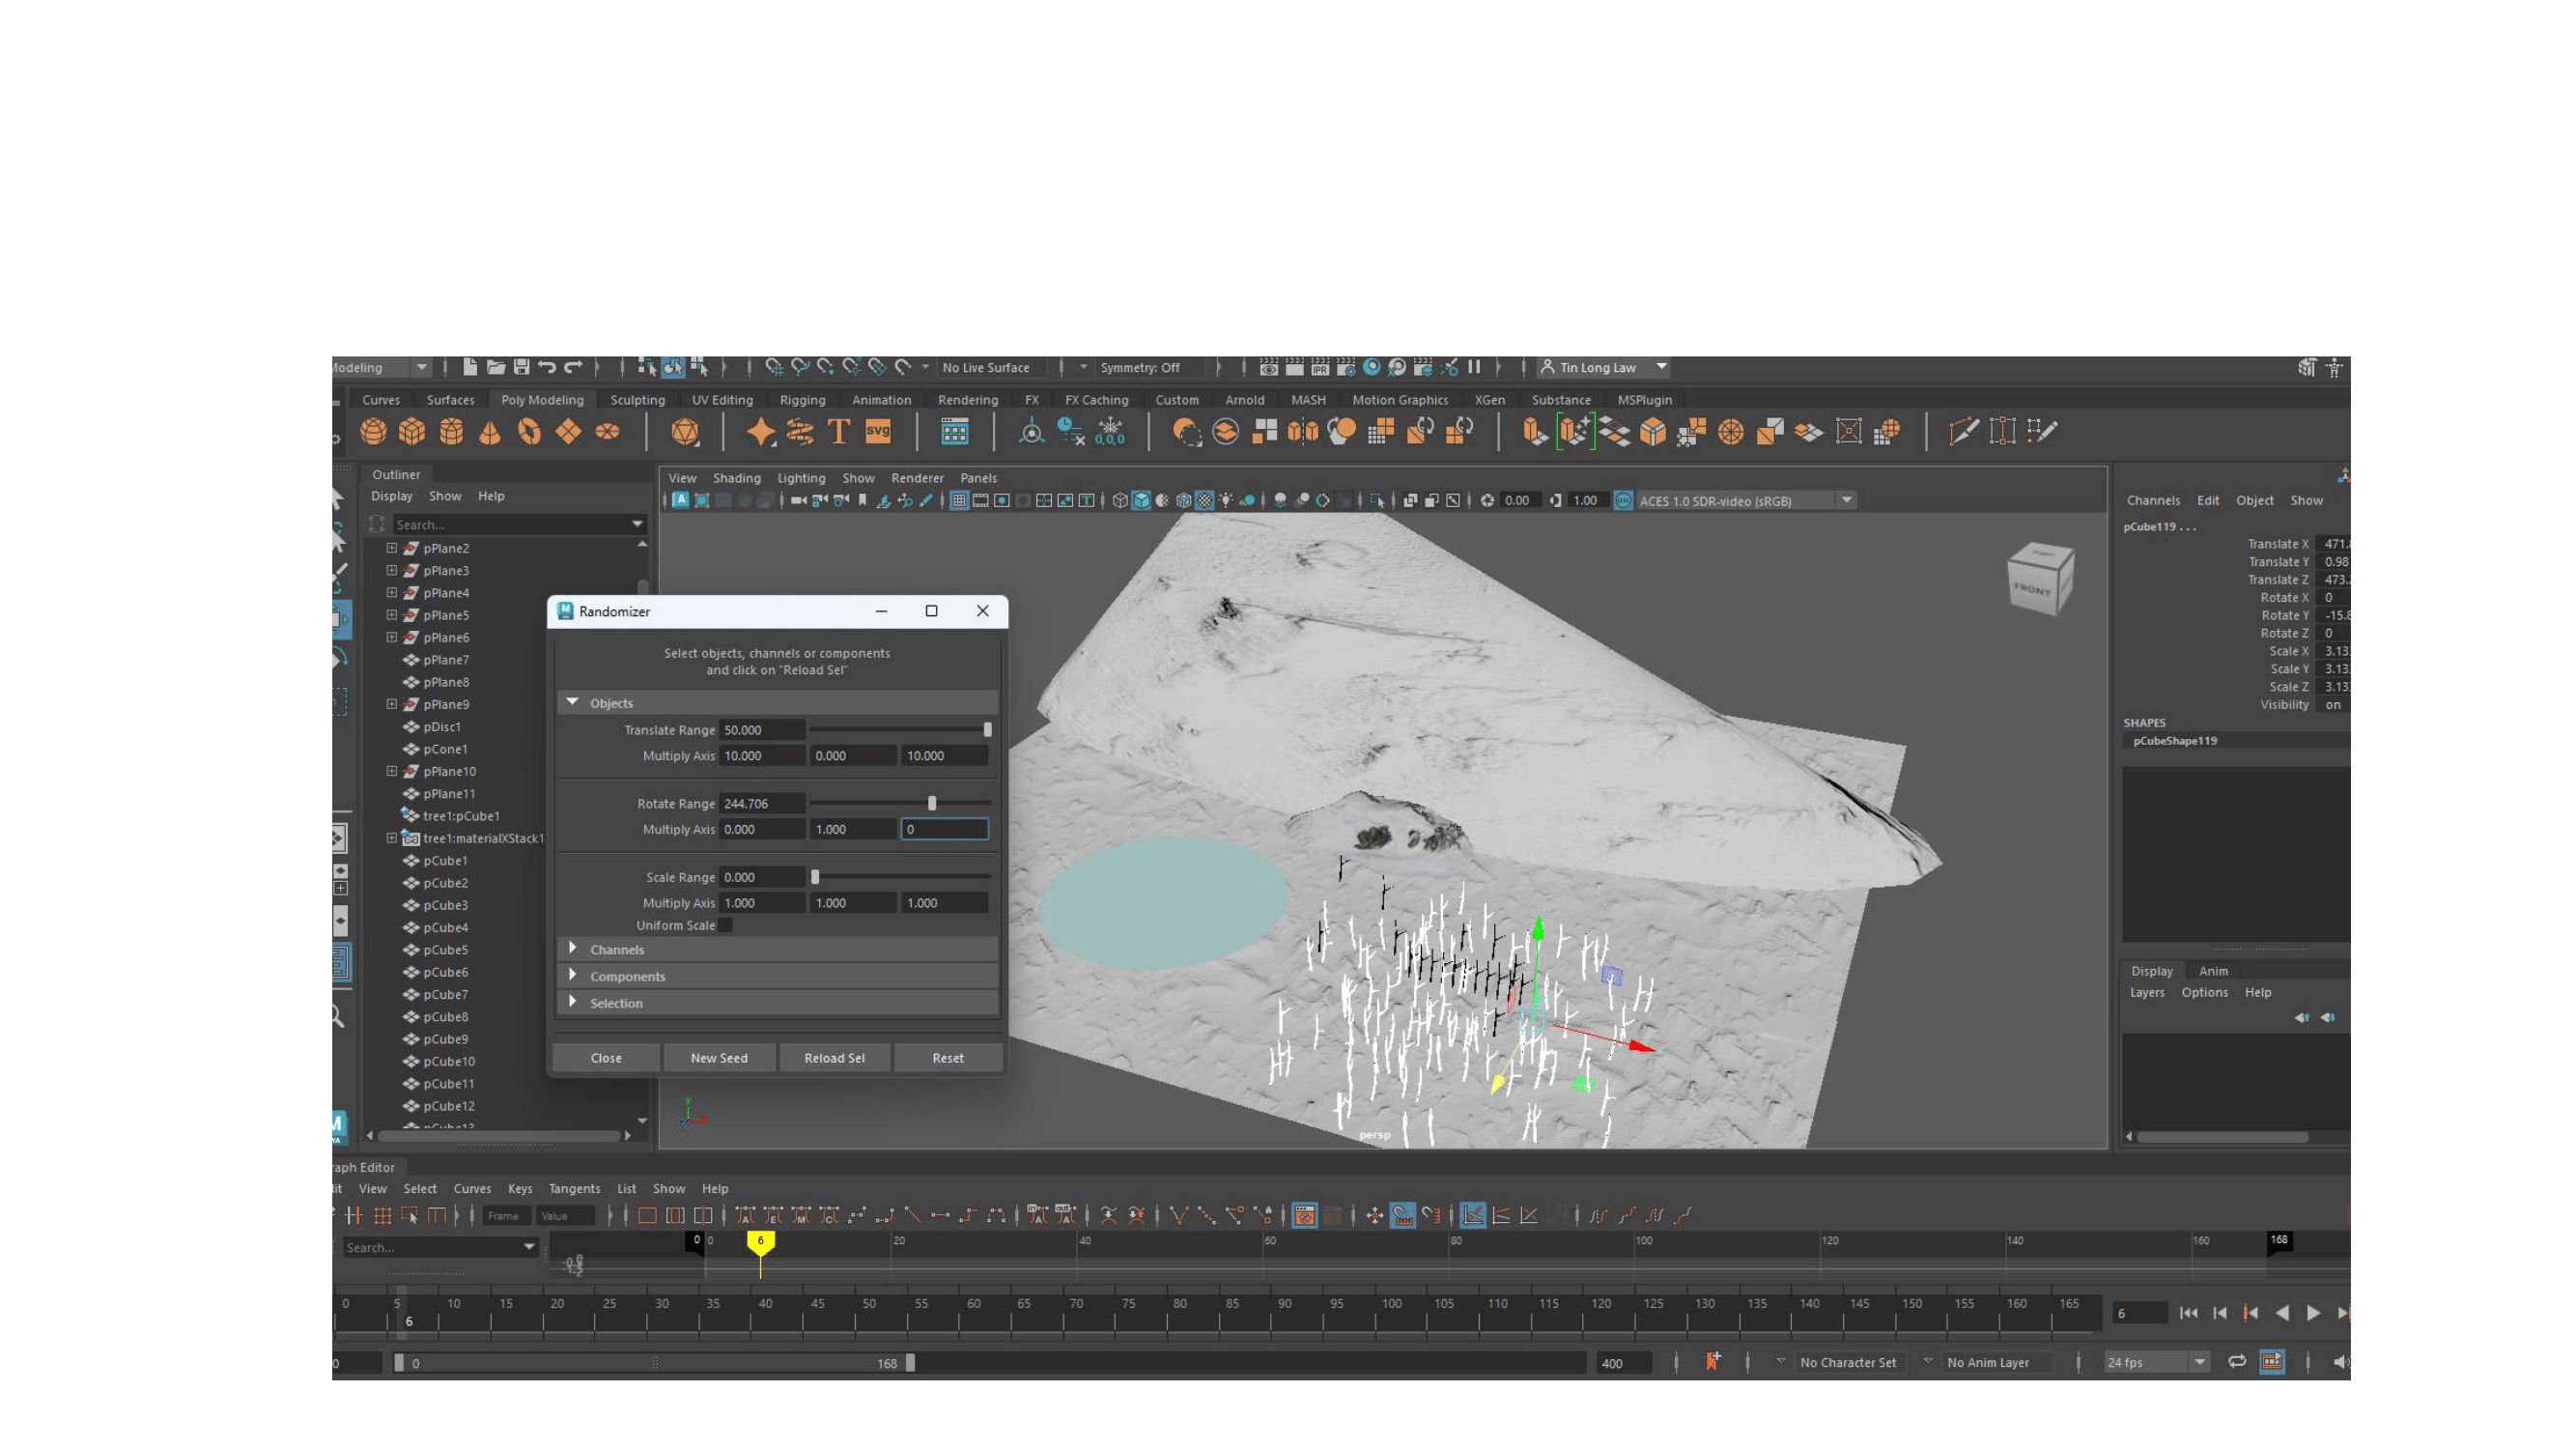 Modeling No Live Surface Symmetry: Off Tin Long Law
Curves Surfaces Poly Modeling Sculpting UV Editing Rigging Animation Rendering FX FX Caching Custom Arnold MASH Motion Graphics XGen Substance MSPlugin
T SVG 0,0,0
Outliner
Display Show Help
Search...
pPlane2
pPlane3
pPlane4
pPlane5
pPlane6
pPlane7
pPlane8
pPlane9
pDisc1
pCone1
pPlane10
pPlane11
tree1:pCube1
tree1:materialXStack1
pCube1
pCube2
pCube3
pCube4
pCube5
pCube6
pCube7
pCube8
pCube9
pCube10
pCube11
pCube12
View Shading Lighting Show Renderer Panels
0.00 1.00 ACES 1.0 SDR-video (sRGB)
Randomizer
Select objects, channels or components
and click on "Reload Sel"
Objects
Translate Range 50.000
Multiply Axis 10.000 0.000 10.000
Rotate Range 244.706
Multiply Axis 0.000 1.000 0
Scale Range 0.000
Multiply Axis 1.000 1.000 1.000
Uniform Scale
Channels
Components
Selection
Close New Seed Reload Sel Reset
FRONT
persp
y
Channels Edit Object Show
pCube119 . . .
Translate X 471.
Translate Y 0.98
Translate Z 473.
Rotate X 0
Rotate Y -15.
Rotate Z 0
Scale X 3.13
Scale Y 3.13
Scale Z 3.13
Visibility on
SHAPES
pCubeShape119
Display Anim
Layers Options Help
raph Editor
it View Select Curves Keys Tangents List Show Help
Frame Value
Search...
0 0 6 20 40 60 80 100 120 140 160 168
0 5 10 15 20 25 30 35 40 45 50 55 60 65 70 75 80 85 90 95 100 105 110 115 120 125 130 135 140 145 150 155 160 165 6
6
0 0 168 400 No Character Set No Anim Layer 24 fps